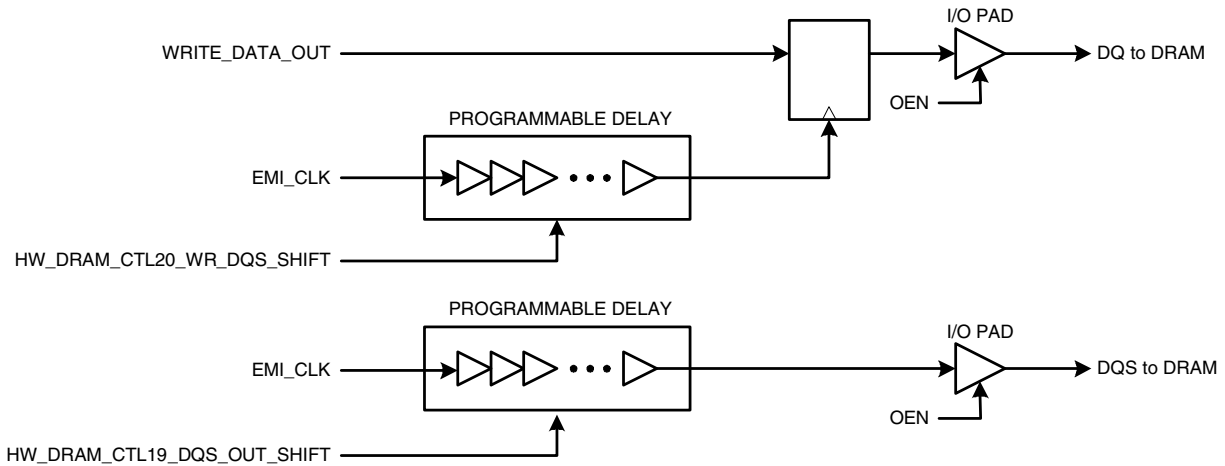 I/O PAD
WRITE_DATA_OUT
DQ to DRAM
OEN
PROGRAMMABLE DELAY
EMI_CLK
HW_DRAM_CTL20_WR_DQS_SHIFT
PROGRAMMABLE DELAY
I/O PAD
EMI_CLK
DQS to DRAM
OEN
HW_DRAM_CTL19_DQS_OUT_SHIFT